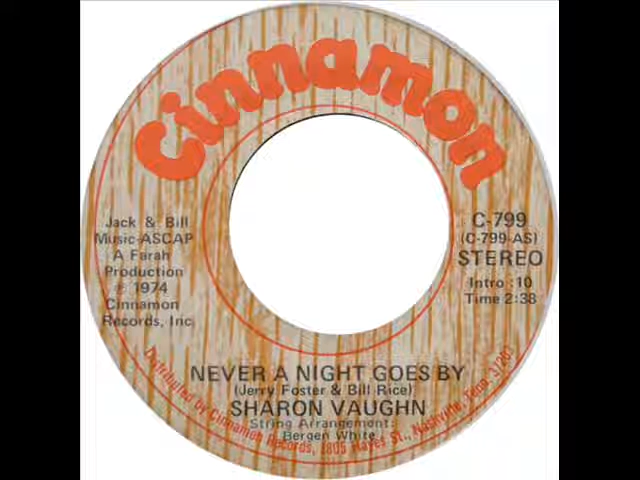 Cinnamon
Jack & Bill
Music-ASCAP
A Farah
Production
℗ 1974
Cinnamon
Records, Inc.
C-799
(C-799-AS)
STEREO
Intro :10
Time 2:38
NEVER A NIGHT GOES BY
(Jerry Foster & Bill Rice)
SHARON VAUGHN
String Arrangement:
Bergen White
Distributed by Cinnamon Records, 1805 Hayes St., Nashville, Tenn. 37203